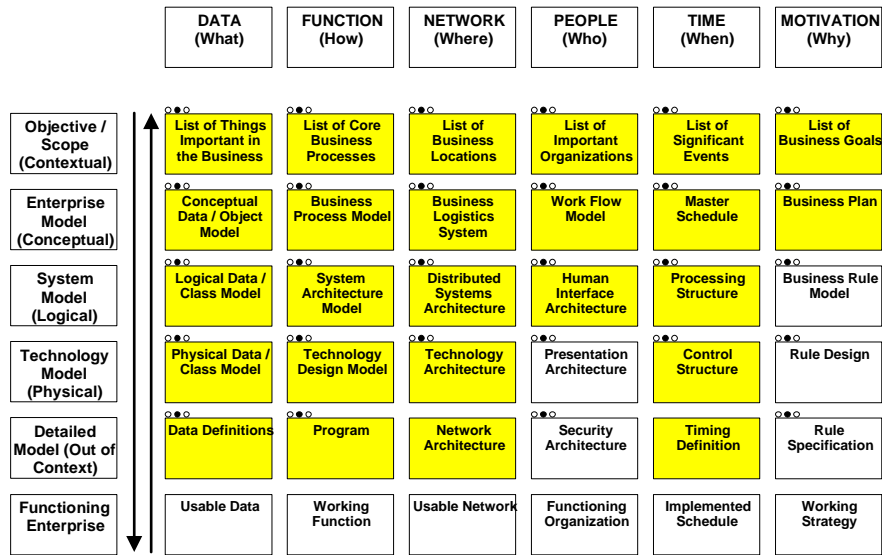 DATA
(What)
FUNCTION
(How)
NETWORK
(Where)
PEOPLE
(Who)
TIME
(When)
MOTIVATION
(Why)
Objective /
Scope
(Contextual)
List of Things
Important in
the Business
List of Core
Business
Processes
List of
Business
Locations
List of
Important
Organizations
List of
Significant
Events
List of
Business Goals
Enterprise
Model
(Conceptual)
Conceptual
Data / Object
Model
Business
Process Model
Business
Logistics
System
Work Flow
Model
Master
Schedule
Business Plan
System
Model
(Logical)
Logical Data /
Class Model
System
Architecture
Model
Distributed
Systems
Architecture
Human
Interface
Architecture
Processing
Structure
Business Rule
Model
Technology
Model
(Physical)
Physical Data /
Class Model
Technology
Design Model
Technology
Architecture
Presentation
Architecture
Control
Structure
Rule Design
Detailed
Model (Out of
Context)
Data Definitions
Program
Network
Architecture
Security
Architecture
Timing
Definition
Rule
Specification
Functioning
Enterprise
Usable Data
Working
Function
Usable Network
Functioning
Organization
Implemented
Schedule
Working
Strategy